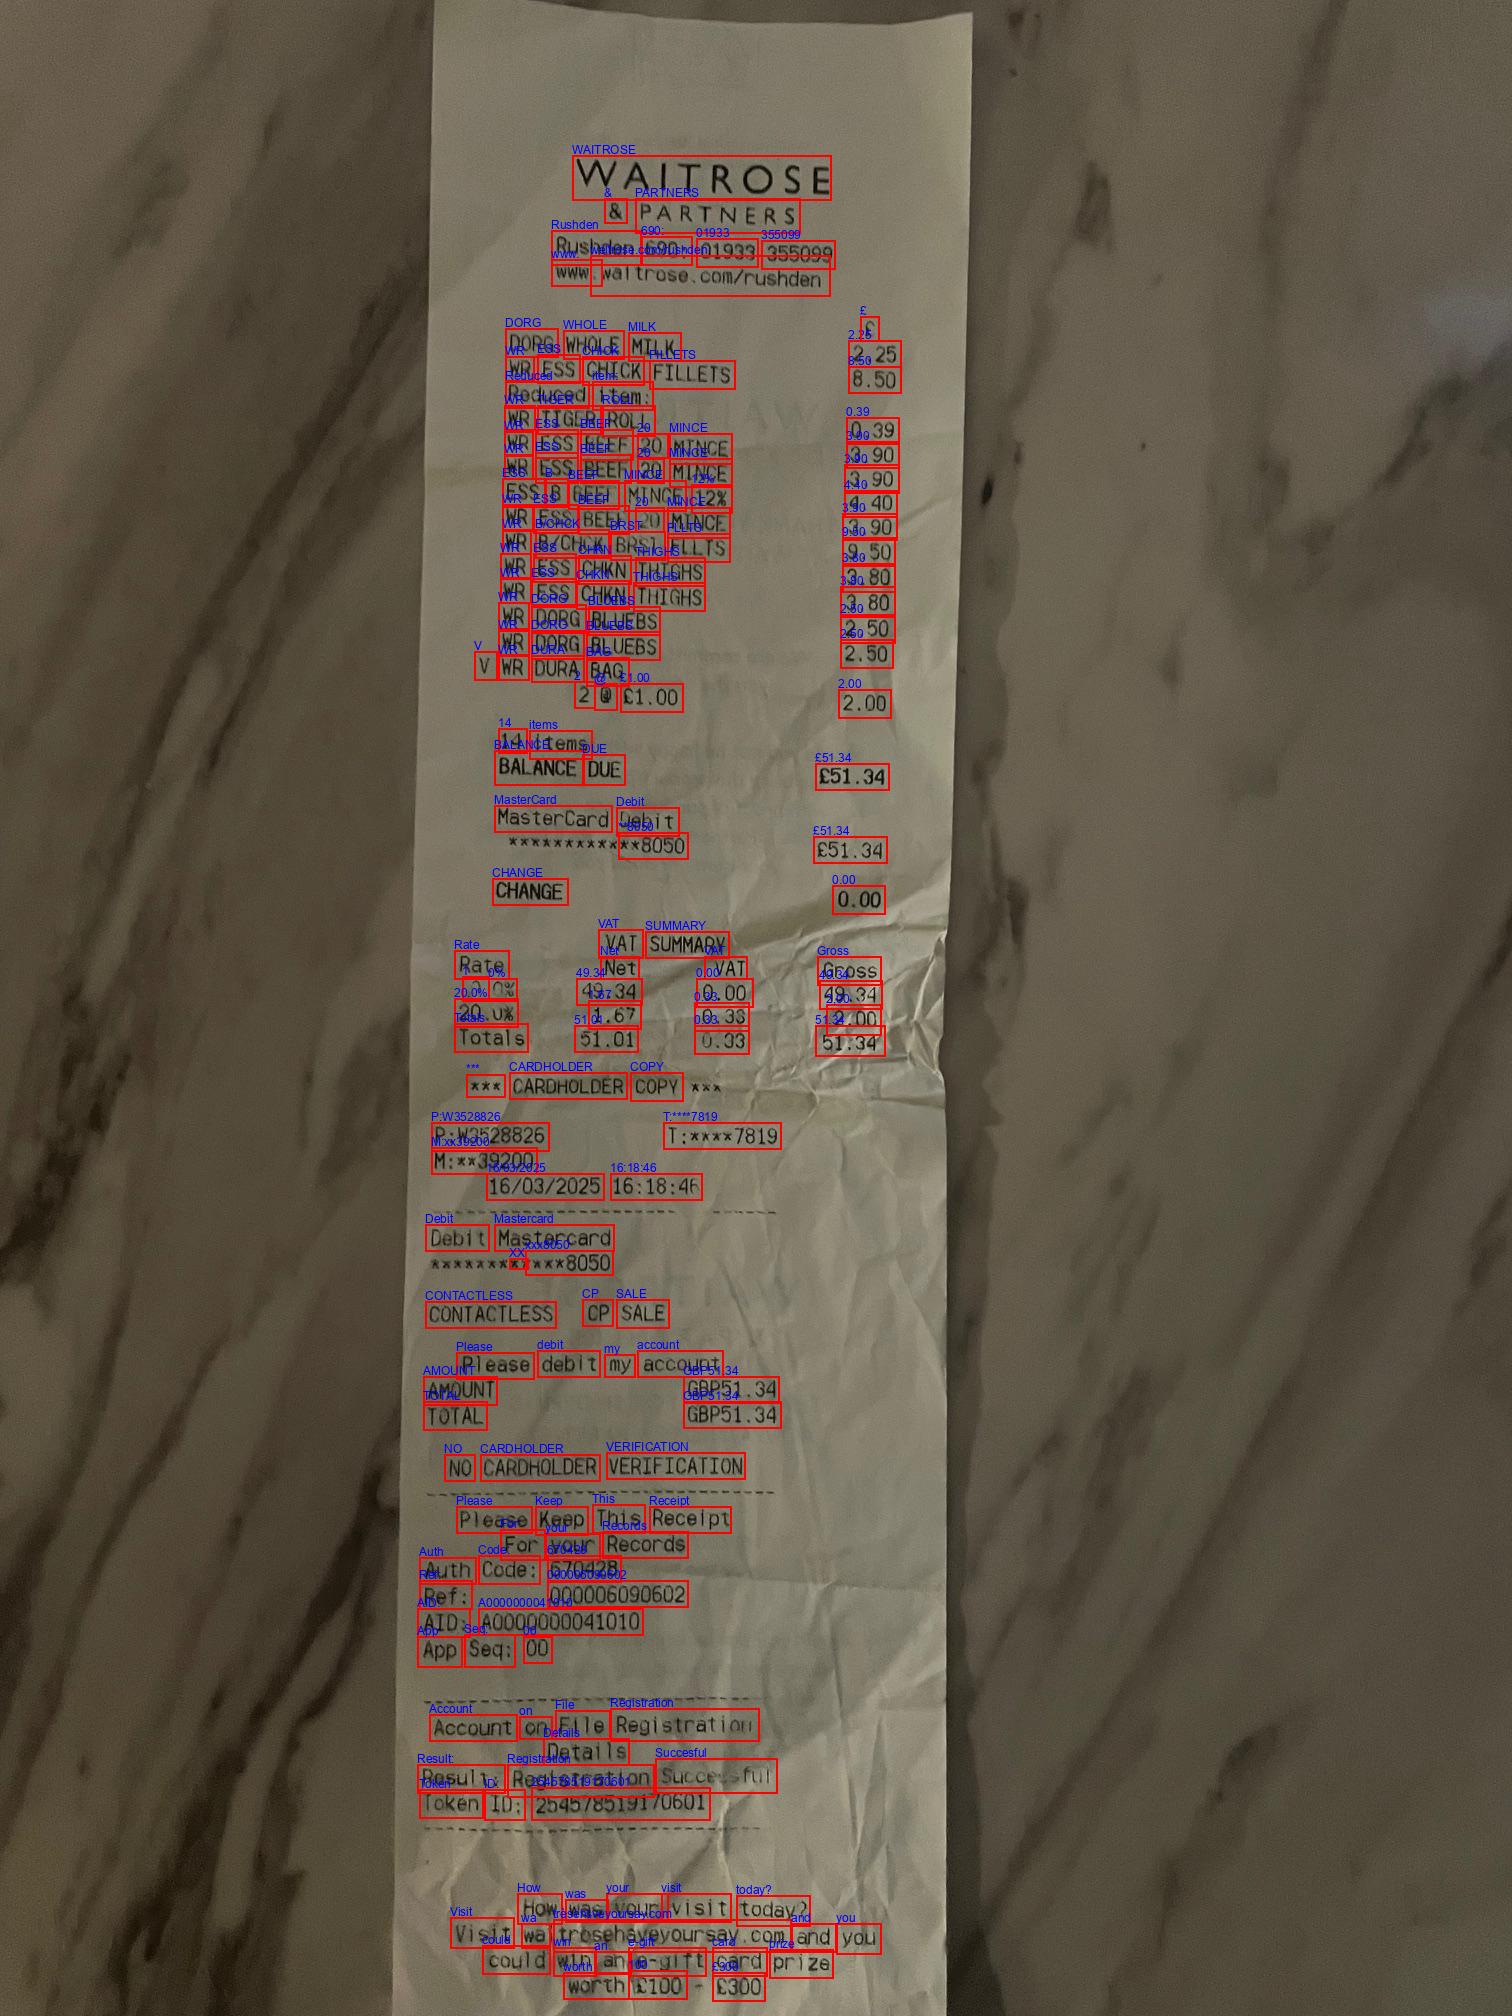 WAITROSE
& PARTNERS
Rushden 690: 01933 355099
www.waitrose.com/rushden
£
DORG WHOLE MILK 2.25
WR ESS CHICK FILLETS 8.50
Reduced item:
WR TIGER ROLL 0.39
WR ESS BEEF 20 MINCE 3.90
WR ESS BEEF 20 MINCE 3.90
ESS B BEEF MINCE 12% 4.40
WR ESS BEEF 20 MINCE 3.90
WR B/CHCK BRST FLLTS 9.50
WR ESS CHKN THIGHS 3.80
WR ESS CHKN THIGHS 3.80
WR DORG BLUEBS 2.50
WR DORG BLUEBS 2.50
V WR DURA BAG
2 @ £1.00 2.00
14 items
BALANCE DUE £51.34
MasterCard Debit
************8050 £51.34
CHANGE 0.00
VAT SUMMARY
Rate Net VAT Gross
0.0% 49.34 0.00 49.34
20.0% 1.67 0.33 2.00
Totals 51.01 0.33 51.34
*** CARDHOLDER COPY ***
P:W3528826 T:****7819
M:**39200
16/03/2025 16:18:46
Debit Mastercard
************8050
CONTACTLESS CP SALE
Please debit my account
AMOUNT GBP51.34
TOTAL GBP51.34
NO CARDHOLDER VERIFICATION
Please Keep This Receipt
For your Records
Auth Code: 670428
Ref: 000006090602
AID: A0000000041010
App Seq: 00
Account on File Registration
Details
Result: Registration Successful
Token ID: 254578519170601
How was your visit today?
Visit waitrosehaveyoursay.com and you
could win an e-gift card prize
worth £100 - £300